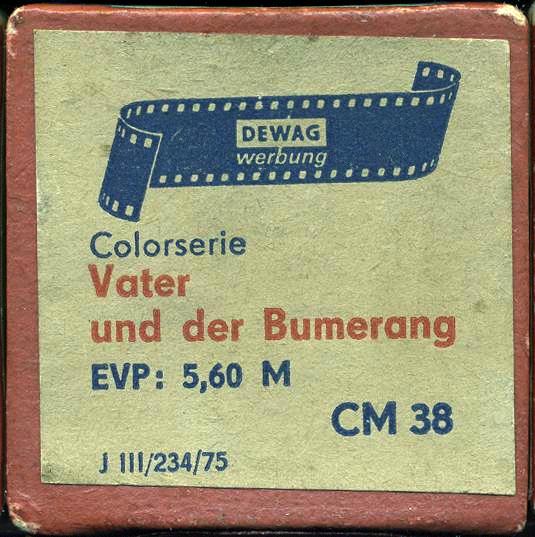 DEWAG
werbung
Colorserie
Vater
und der Bumerang
EVP: 5,60 M
CM 38
J III/234/75